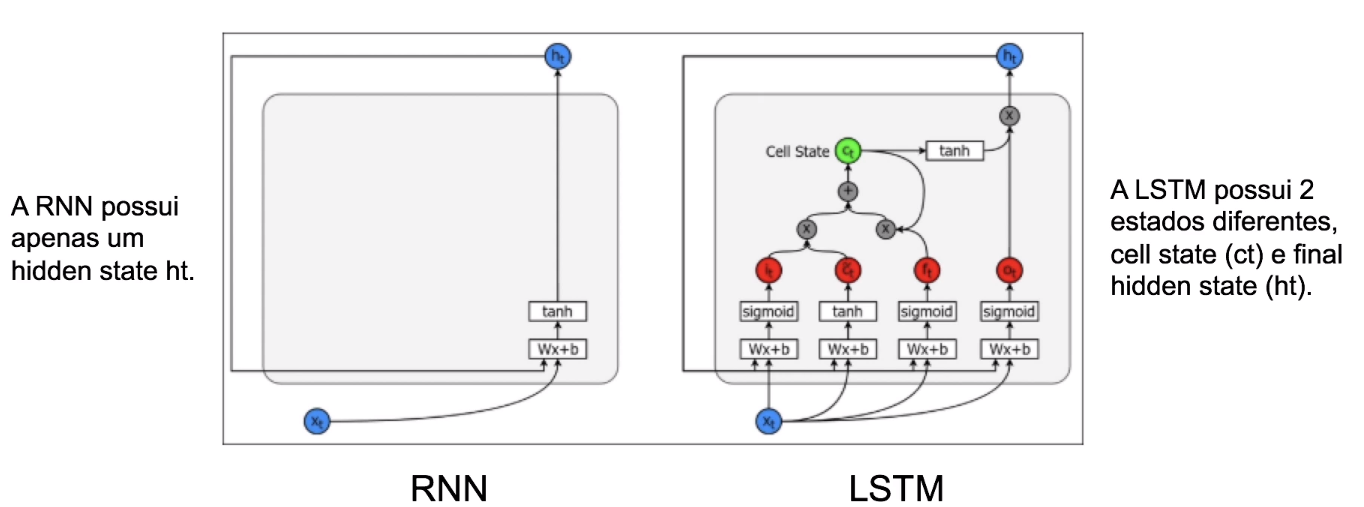 A RNN possui
apenas um
hidden state ht.
hₜ
tanh
Wx+b
xₜ
RNN
hₜ
x
Cell State cₜ tanh
+
x x
iₜ c̃ₜ fₜ oₜ
sigmoid tanh sigmoid sigmoid
Wx+b Wx+b Wx+b Wx+b
xₜ
LSTM
A LSTM possui 2
estados diferentes,
cell state (ct) e final
hidden state (ht).